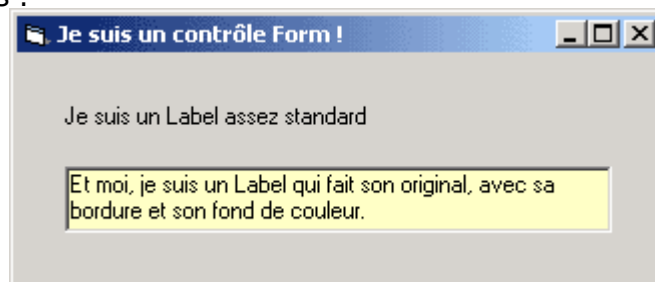 Je suis un contrôle Form !
Je suis un Label assez standard
Et moi, je suis un Label qui fait son original, avec sa
bordure et son fond de couleur.